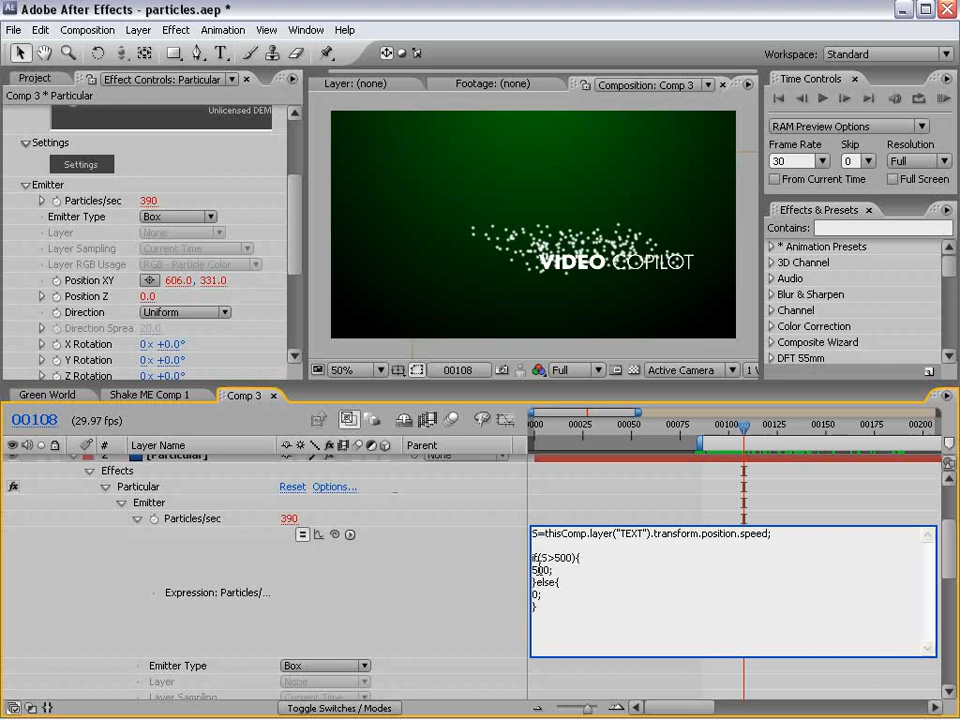 Adobe After Effects - particles.aep *
File Edit Composition Layer Effect Animation View Window Help
Workspace: Standard
Project Effect Controls: Particular
Comp 3 * Particular
Unlicensed DEM
Settings
Settings
Emitter
Particles/sec 390
Emitter Type Box
Layer None
Layer Sampling Current Time
Layer RGB Usage RGB - Particle Color
Position XY 606.0, 331.0
Position Z 0.0
Direction Uniform
Direction Sprea 20.0
X Rotation 0 x +0.0°
Y Rotation 0 x +0.0°
Z Rotation 0 x +0.0°
Layer: (none) Footage: (none) Composition: Comp 3
VIDEO COPILOT
50% 00108 Full Active Camera 1 V
Time Controls
RAM Preview Options
Frame Rate Skip Resolution
30 0 Full
From Current Time Full Screen
Effects & Presets
Contains:
* Animation Presets
3D Channel
Audio
Blur & Sharpen
Channel
Color Correction
Composite Wizard
DFT 55mm
Green World Shake ME Comp 1 Comp 3
00108 (29.97 fps)
# Layer Name Parent
0000 00025 00050 00075 00100 00125 00150 00175 00200
2 [Particular] None
Effects
Particular Reset Options...
Emitter
Particles/sec 390
Expression: Particles/...
S=thisComp.layer("TEXT").transform.position.speed;
if(S>500){
500;
}else{
0;
}
Emitter Type Box
Layer None
Layer Sampling Current Time
Toggle Switches / Modes